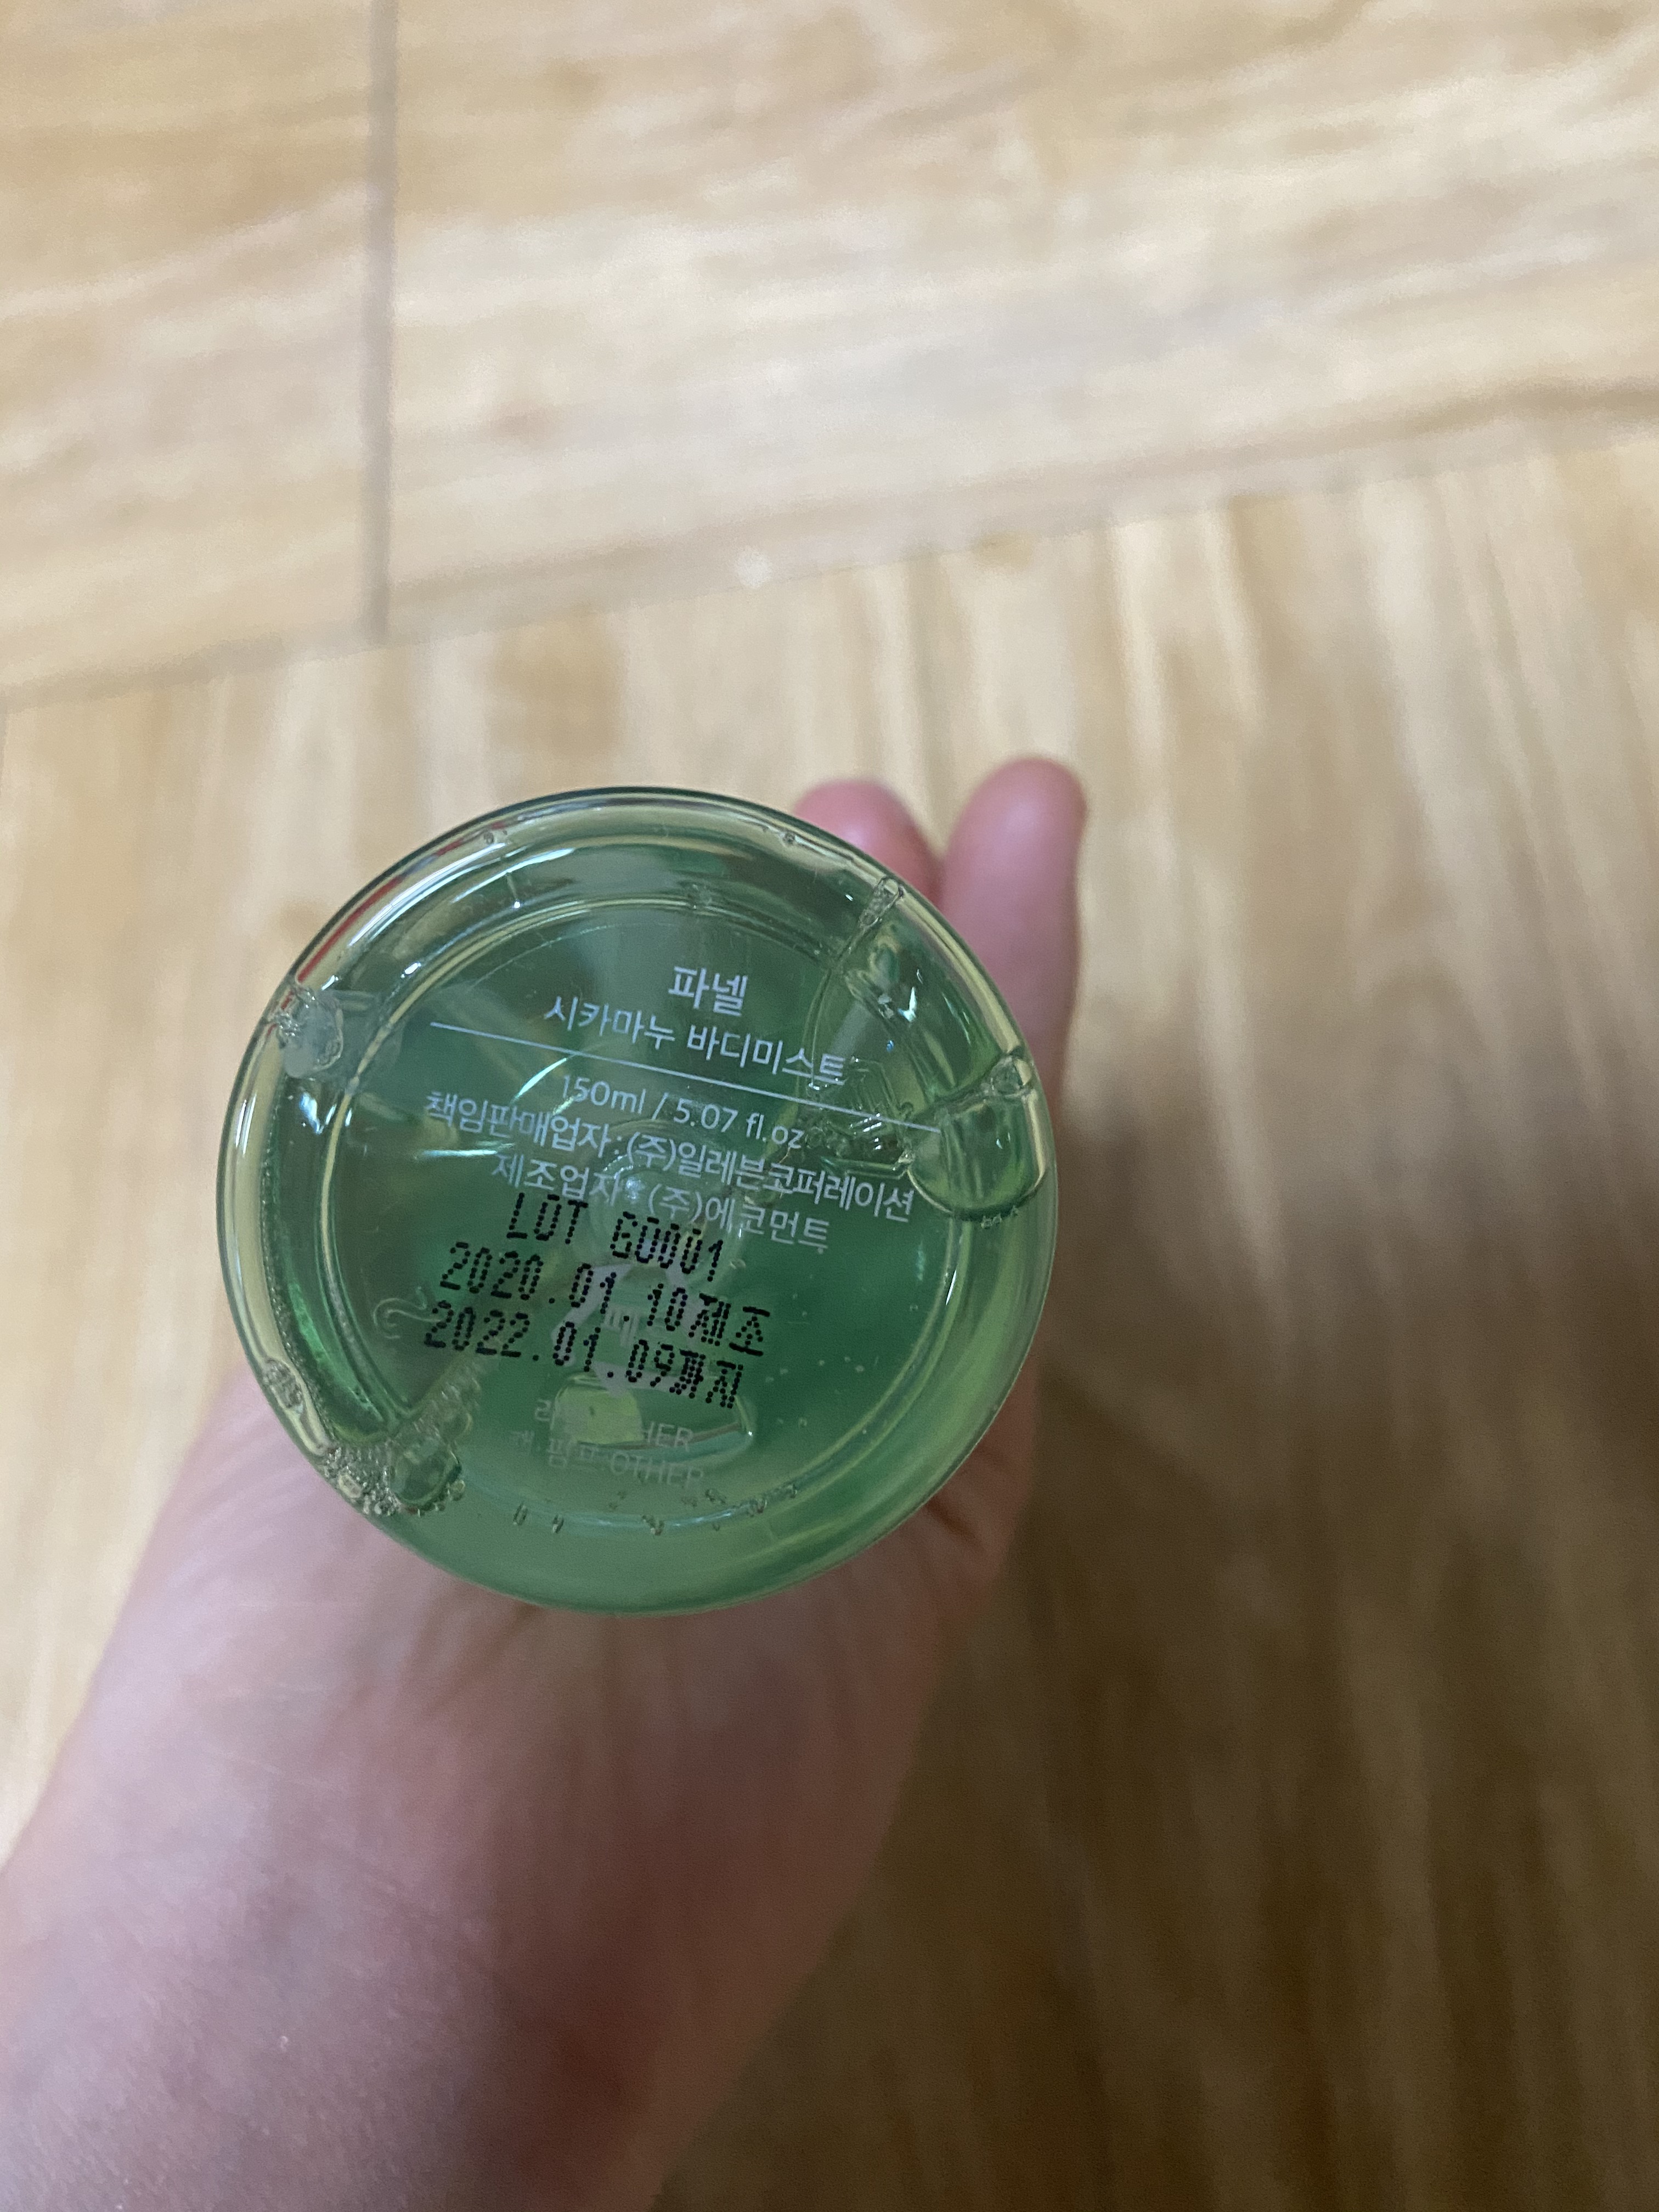 파넬
시카마누 바디미스트
150ml / 5.07 fl.oz
책임판매업자 : (주)일레븐코퍼레이션
제조업자 : (주)에코먼트
LOT G0001
2020.01.10제조
2022.01.09까지
OTHER